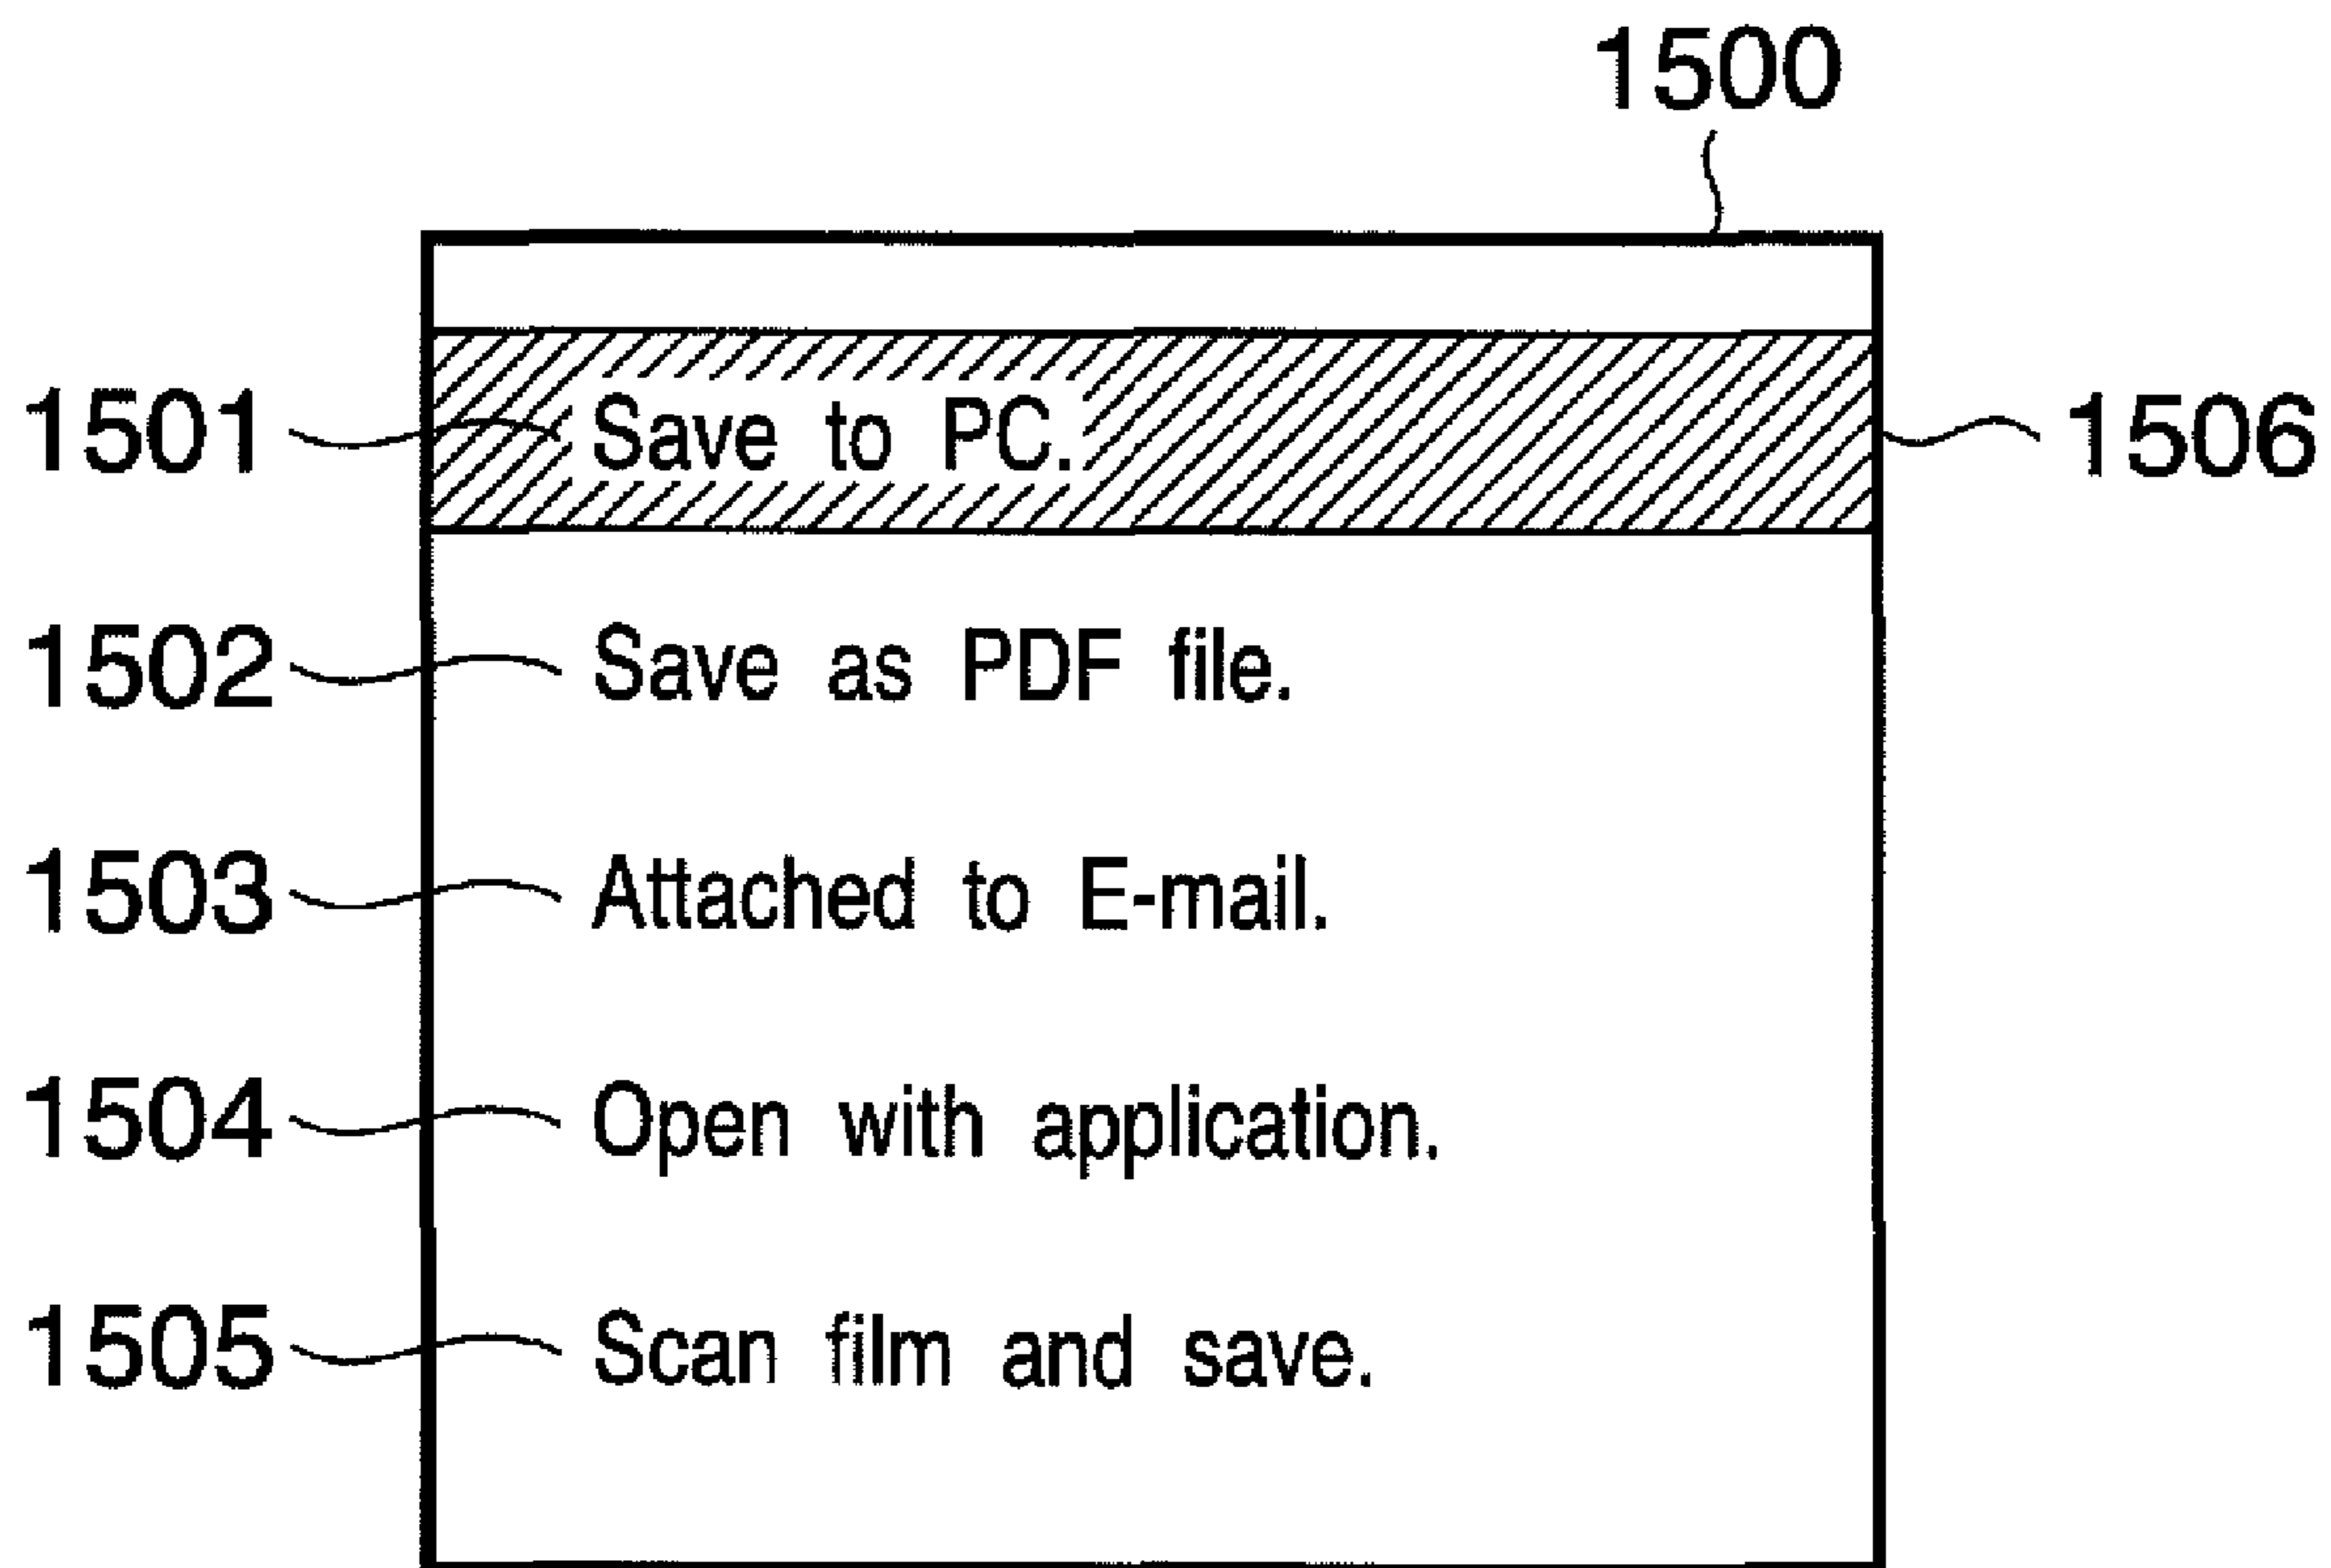 1500
1501 Save to PC. 1506
1502 Save as PDF file.
1503 Attached to E-mail.
1504 Open with application.
1505 Scan film and save.